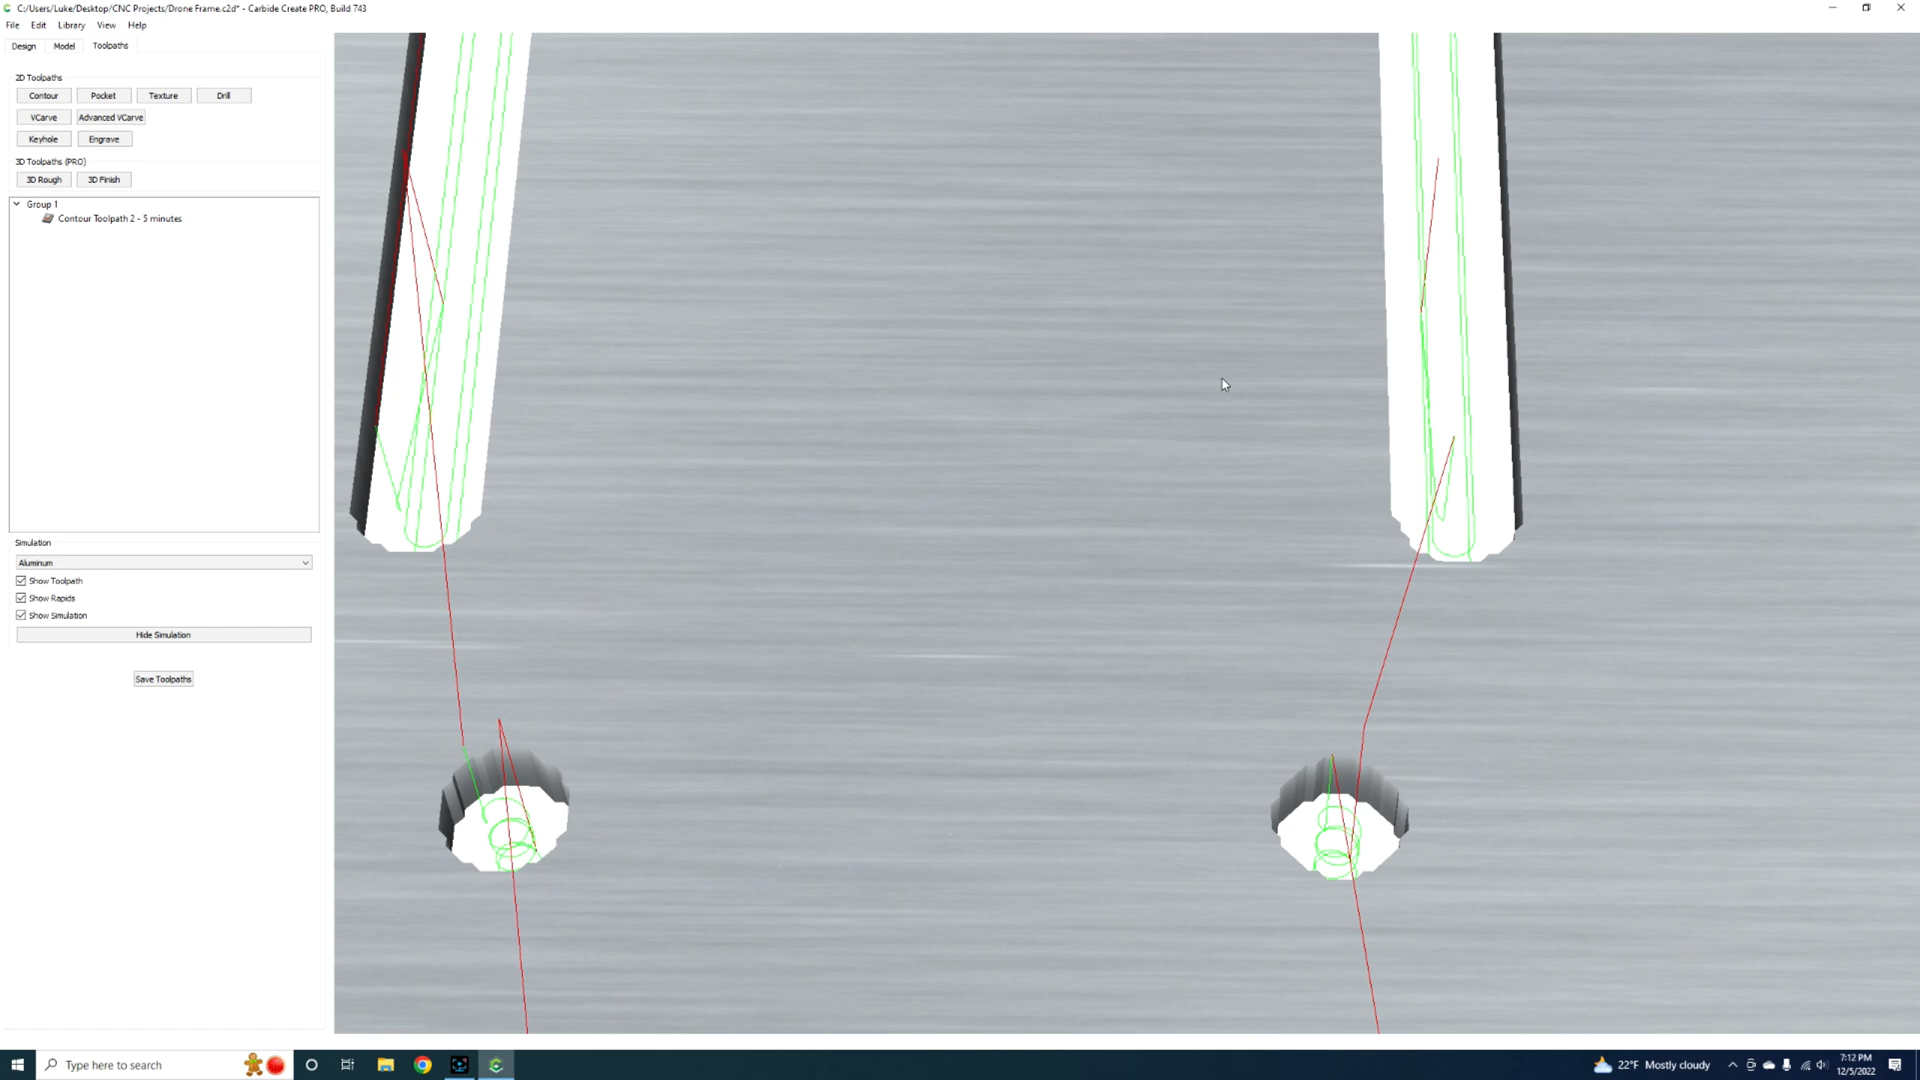 C:/Users/Luke/Desktop/CNC Projects/Drone Frame.c2d* - Carbide Create PRO, Build 743
File Edit Library View Help
Design Model Toolpaths
2D Toolpaths
Contour Pocket Texture Drill
VCarve Advanced VCarve
Keyhole Engrave
3D Toolpaths (PRO)
3D Rough 3D Finish
Group 1
Contour Toolpath 2 - 5 minutes
Simulation
Aluminum
Show Toolpath
Show Rapids
Show Simulation
Hide Simulation
Save Toolpaths
Type here to search
22°F Mostly cloudy
7:12 PM
12/5/2022